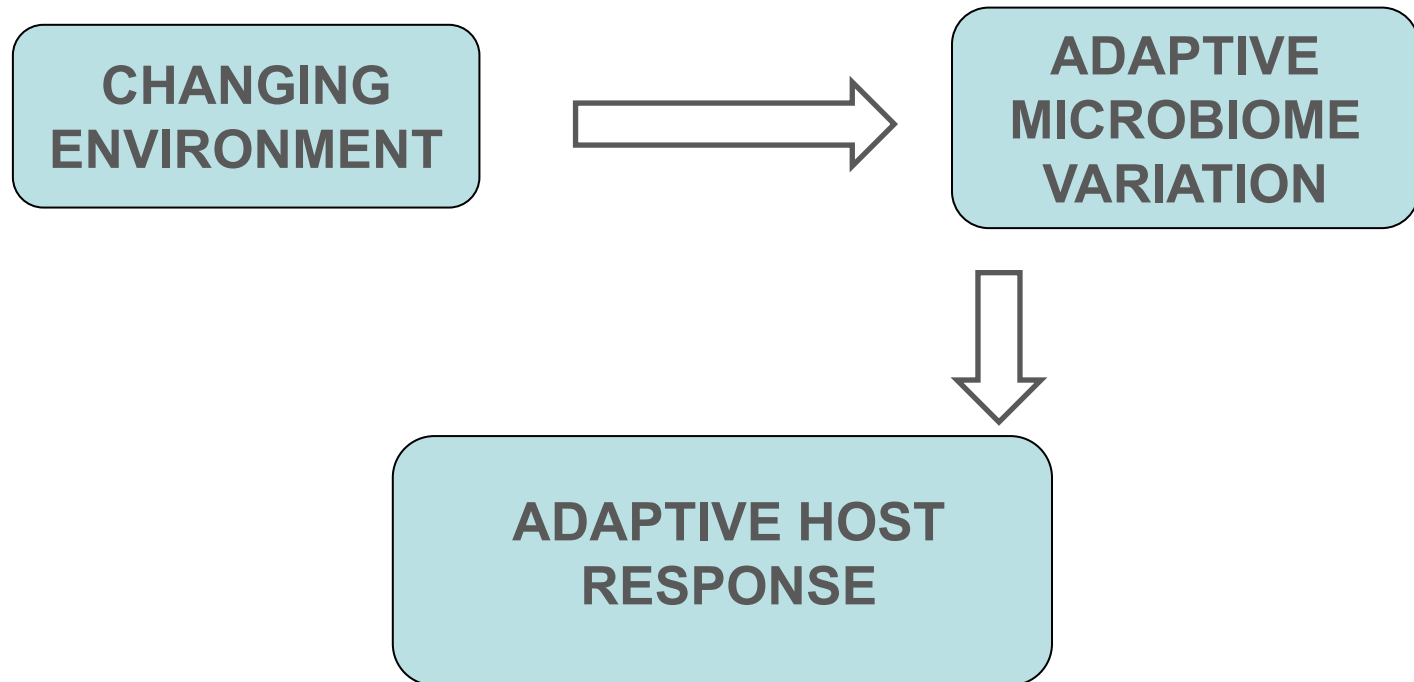 CHANGING
ENVIRONMENT
ADAPTIVE
MICROBIOME
VARIATION
ADAPTIVE HOST
RESPONSE